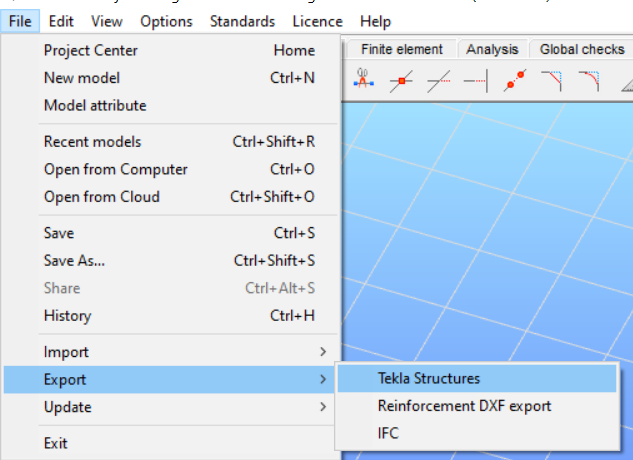 File Edit View Options Standards Licence Help
Project Center Home
Finite element Analysis Global checks
New model Ctrl+N
Model attribute
Recent models Ctrl+Shift+R
Open from Computer Ctrl+O
Open from Cloud Ctrl+Shift+O
Save Ctrl+S
Save As... Ctrl+Shift+S
Share Ctrl+Alt+S
History Ctrl+H
Import
Export
Tekla Structures
Update
Reinforcement DXF export
IFC
Exit